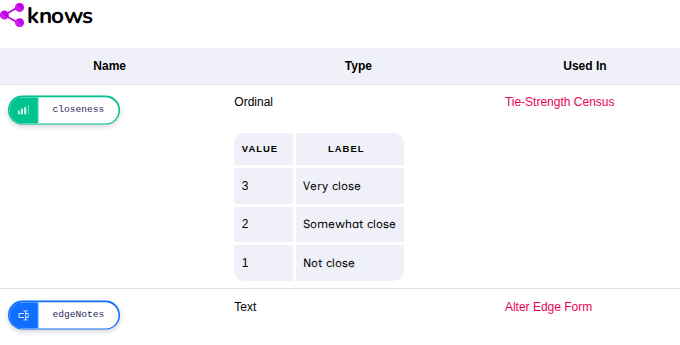 knows
Name Type Used In
closeness Ordinal Tie-Strength Census
VALUE LABEL
3 Very close
2 Somewhat close
1 Not close
edgeNotes Text Alter Edge Form